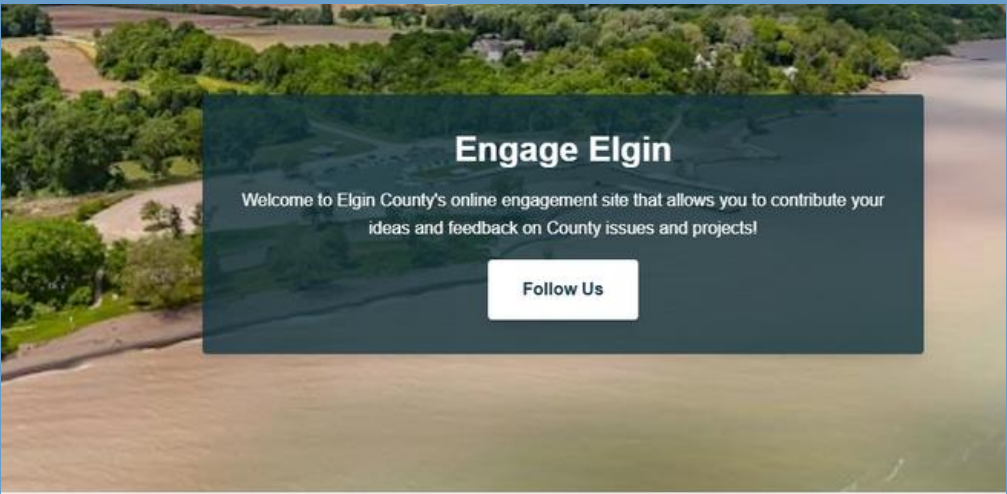 Engage Elgin
Welcome to Elgin County's online engagement site that allows you to contribute your
ideas and feedback on County issues and projects!
Follow Us